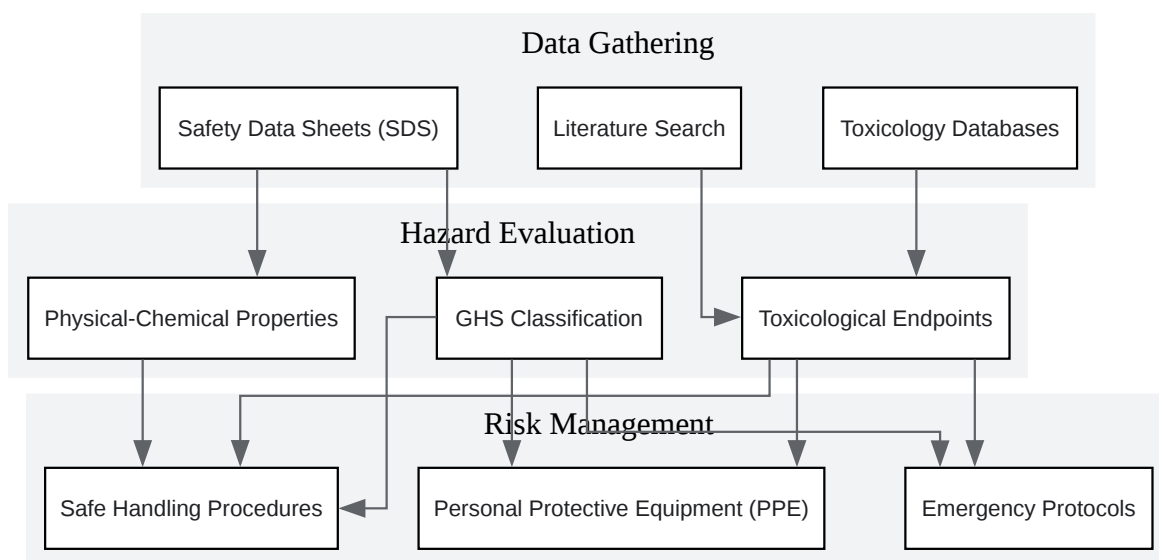 Data Gathering
Safety Data Sheets (SDS)
Literature Search
Toxicology Databases
Hazard Evaluation
Physical-Chemical Properties
GHS Classification
Toxicological Endpoints
Risk Management
Safe Handling Procedures
Personal Protective Equipment (PPE)
Emergency Protocols